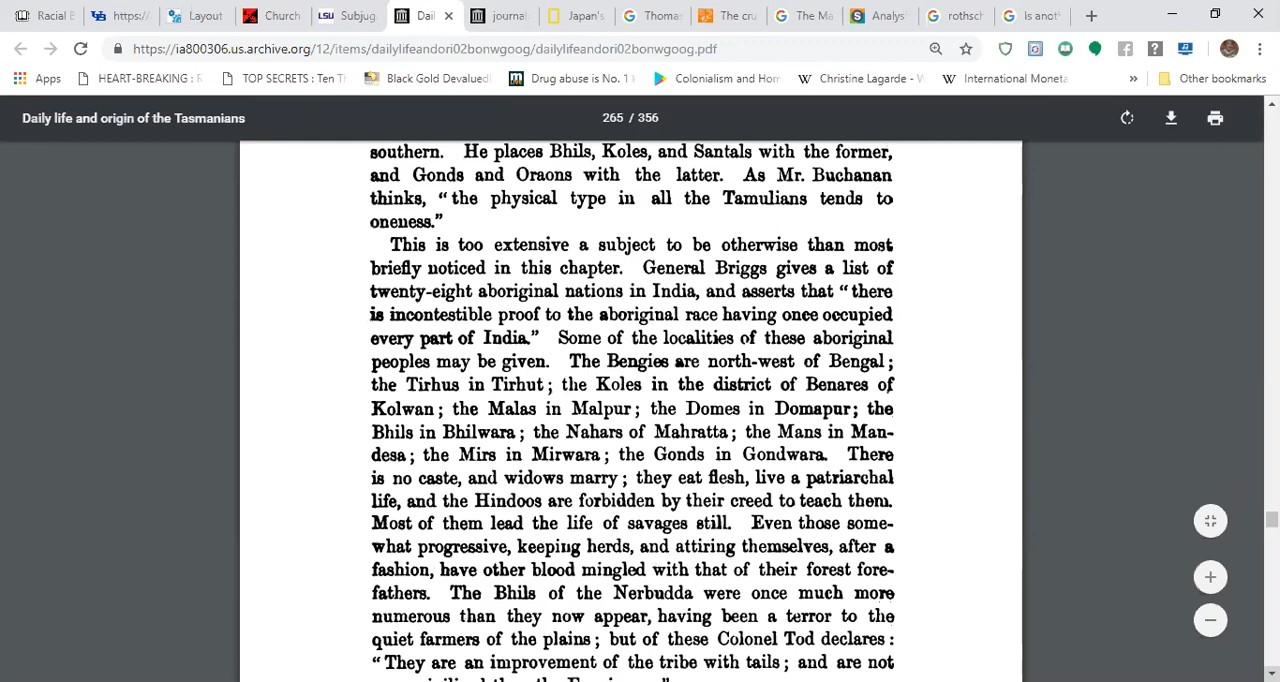 Racial E
https:/
Layout
Church
LSU Subjug
Dail
journal
Japan's
Thomas
The cru
The Ma
Analys
rothsch
Is anot
https://ia800306.us.archive.org/12/items/dailylifeandori02bonwgoog/dailylifeandori02bonwgoog.pdf
Apps
HEART-BREAKING : R
TOP SECRETS : Ten Th
Black Gold Devalued
Drug abuse is No. 1
Colonialism and Hom
Christine Lagarde - W
International Moneta
»
Other bookmarks
Daily life and origin of the Tasmanians
265 / 356
southern. He places Bhils, Koles, and Santals with the former,
and Gonds and Oraons with the latter. As Mr. Buchanan
thinks, “the physical type in all the Tamulians tends to
oneness.”
This is too extensive a subject to be otherwise than most
briefly noticed in this chapter. General Briggs gives a list of
twenty-eight aboriginal nations in India, and asserts that “there
is incontestible proof to the aboriginal race having once occupied
every part of India.” Some of the localities of these aboriginal
peoples may be given. The Bengies are north-west of Bengal;
the Tirhus in Tirhut; the Koles in the district of Benares of
Kolwan; the Malas in Malpur; the Domes in Domapur; the
Bhils in Bhilwara; the Nahars of Mahratta; the Mans in Man-
desa; the Mirs in Mirwara; the Gonds in Gondwara. There
is no caste, and widows marry; they eat flesh, live a patriarchal
life, and the Hindoos are forbidden by their creed to teach them.
Most of them lead the life of savages still. Even those some-
what progressive, keeping herds, and attiring themselves, after a
fashion, have other blood mingled with that of their forest fore-
fathers. The Bhils of the Nerbudda were once much more
numerous than they now appear, having been a terror to the
quiet farmers of the plains; but of these Colonel Tod declares:
“They are an improvement of the tribe with tails; and are not